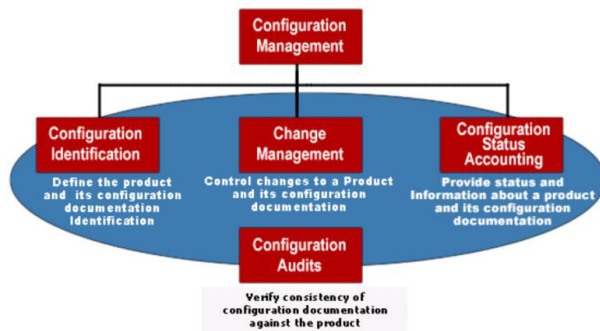 Configuration
Management
Configuration
Identification
Change
Management
Configuration
Status
Accounting
Define the product
and its configuration
documentation
Identification
Control changes to a Product
and its configuration
documentation
Provide status and
Information about a product
and its configuration
documentation
Configuration
Audits
Verify consistency of
configuration documentation
against the product